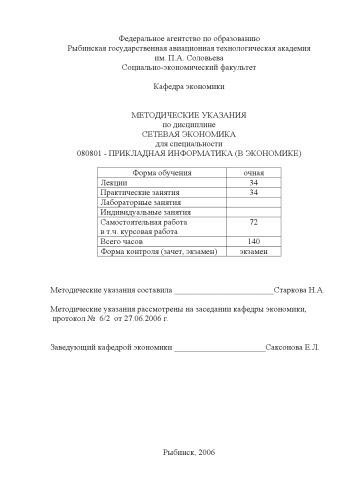 Федеральное агентство по образованию
Рыбинская государственная авиационная технологическая академия
им. П.А. Соловьева
Социально-экономический факультет
Кафедра экономики
МЕТОДИЧЕСКИЕ УКАЗАНИЯ
по дисциплине
СЕТЕВАЯ ЭКОНОМИКА
для специальности
080801 - ПРИКЛАДНАЯ ИНФОРМАТИКА (В ЭКОНОМИКЕ)
Форма обучения очная
Лекции 34
Практические занятия 34
Лабораторные занятия
Индивидуальные занятия
Самостоятельная работа 72
в т.ч. курсовая работа
Всего часов 140
Форма контроля (зачет, экзамен) экзамен
Методические указания составила ________________________Старкова Н.А.
Методические указания рассмотрены на заседании кафедры экономики,
протокол № 6/2 от 27.06.2006 г.
Заведующий кафедрой экономики ______________________Саксонова Е.Л.
Рыбинск, 2006